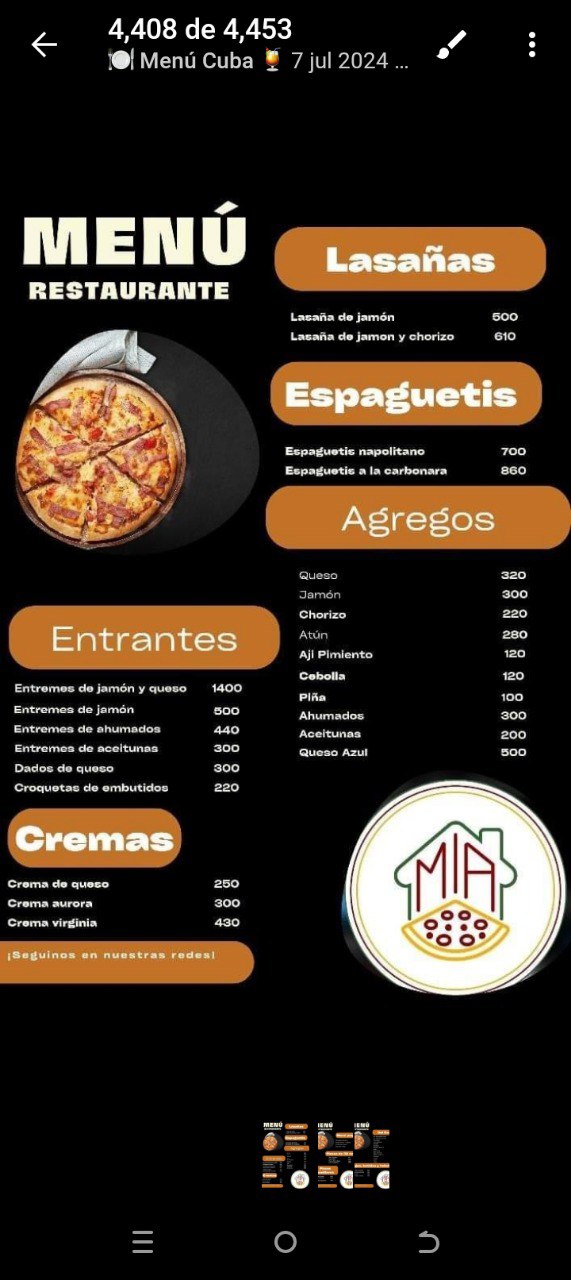 4,408 de 4,453
🍽️ Menú Cuba 🍹 7 jul 2024 ...
MENÚ
RESTAURANTE
Entrantes
Entremes de jamón y queso 1400
Entremes de jamón 500
Entremes de ahumados 440
Entremes de aceitunas 300
Dados de queso 300
Croquetas de embutidos 220
Cremas
Crema de queso 250
Crema aurora 300
Crema virginia 430
¡Seguinos en nuestras redes!
Lasañas
Lasaña de jamón 500
Lasaña de jamon y chorizo 610
Espaguetis
Espaguetis napolitano 700
Espaguetis a la carbonara 860
Agregos
Queso 320
Jamón 300
Chorizo 220
Atún 280
Aji Pimiento 120
Cebolla 120
Piña 100
Ahumados 300
Aceitunas 200
Queso Azul 500
MIA